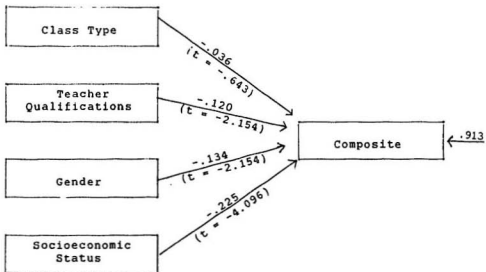 Class Type
-.036
(t = -.643)
Teacher
Qualifications
-.120
(t = -2.154)
Composite
.913
Gender
-.134
(t = -2.154)
Socioeconomic
Status
-.225
(t = -4.096)